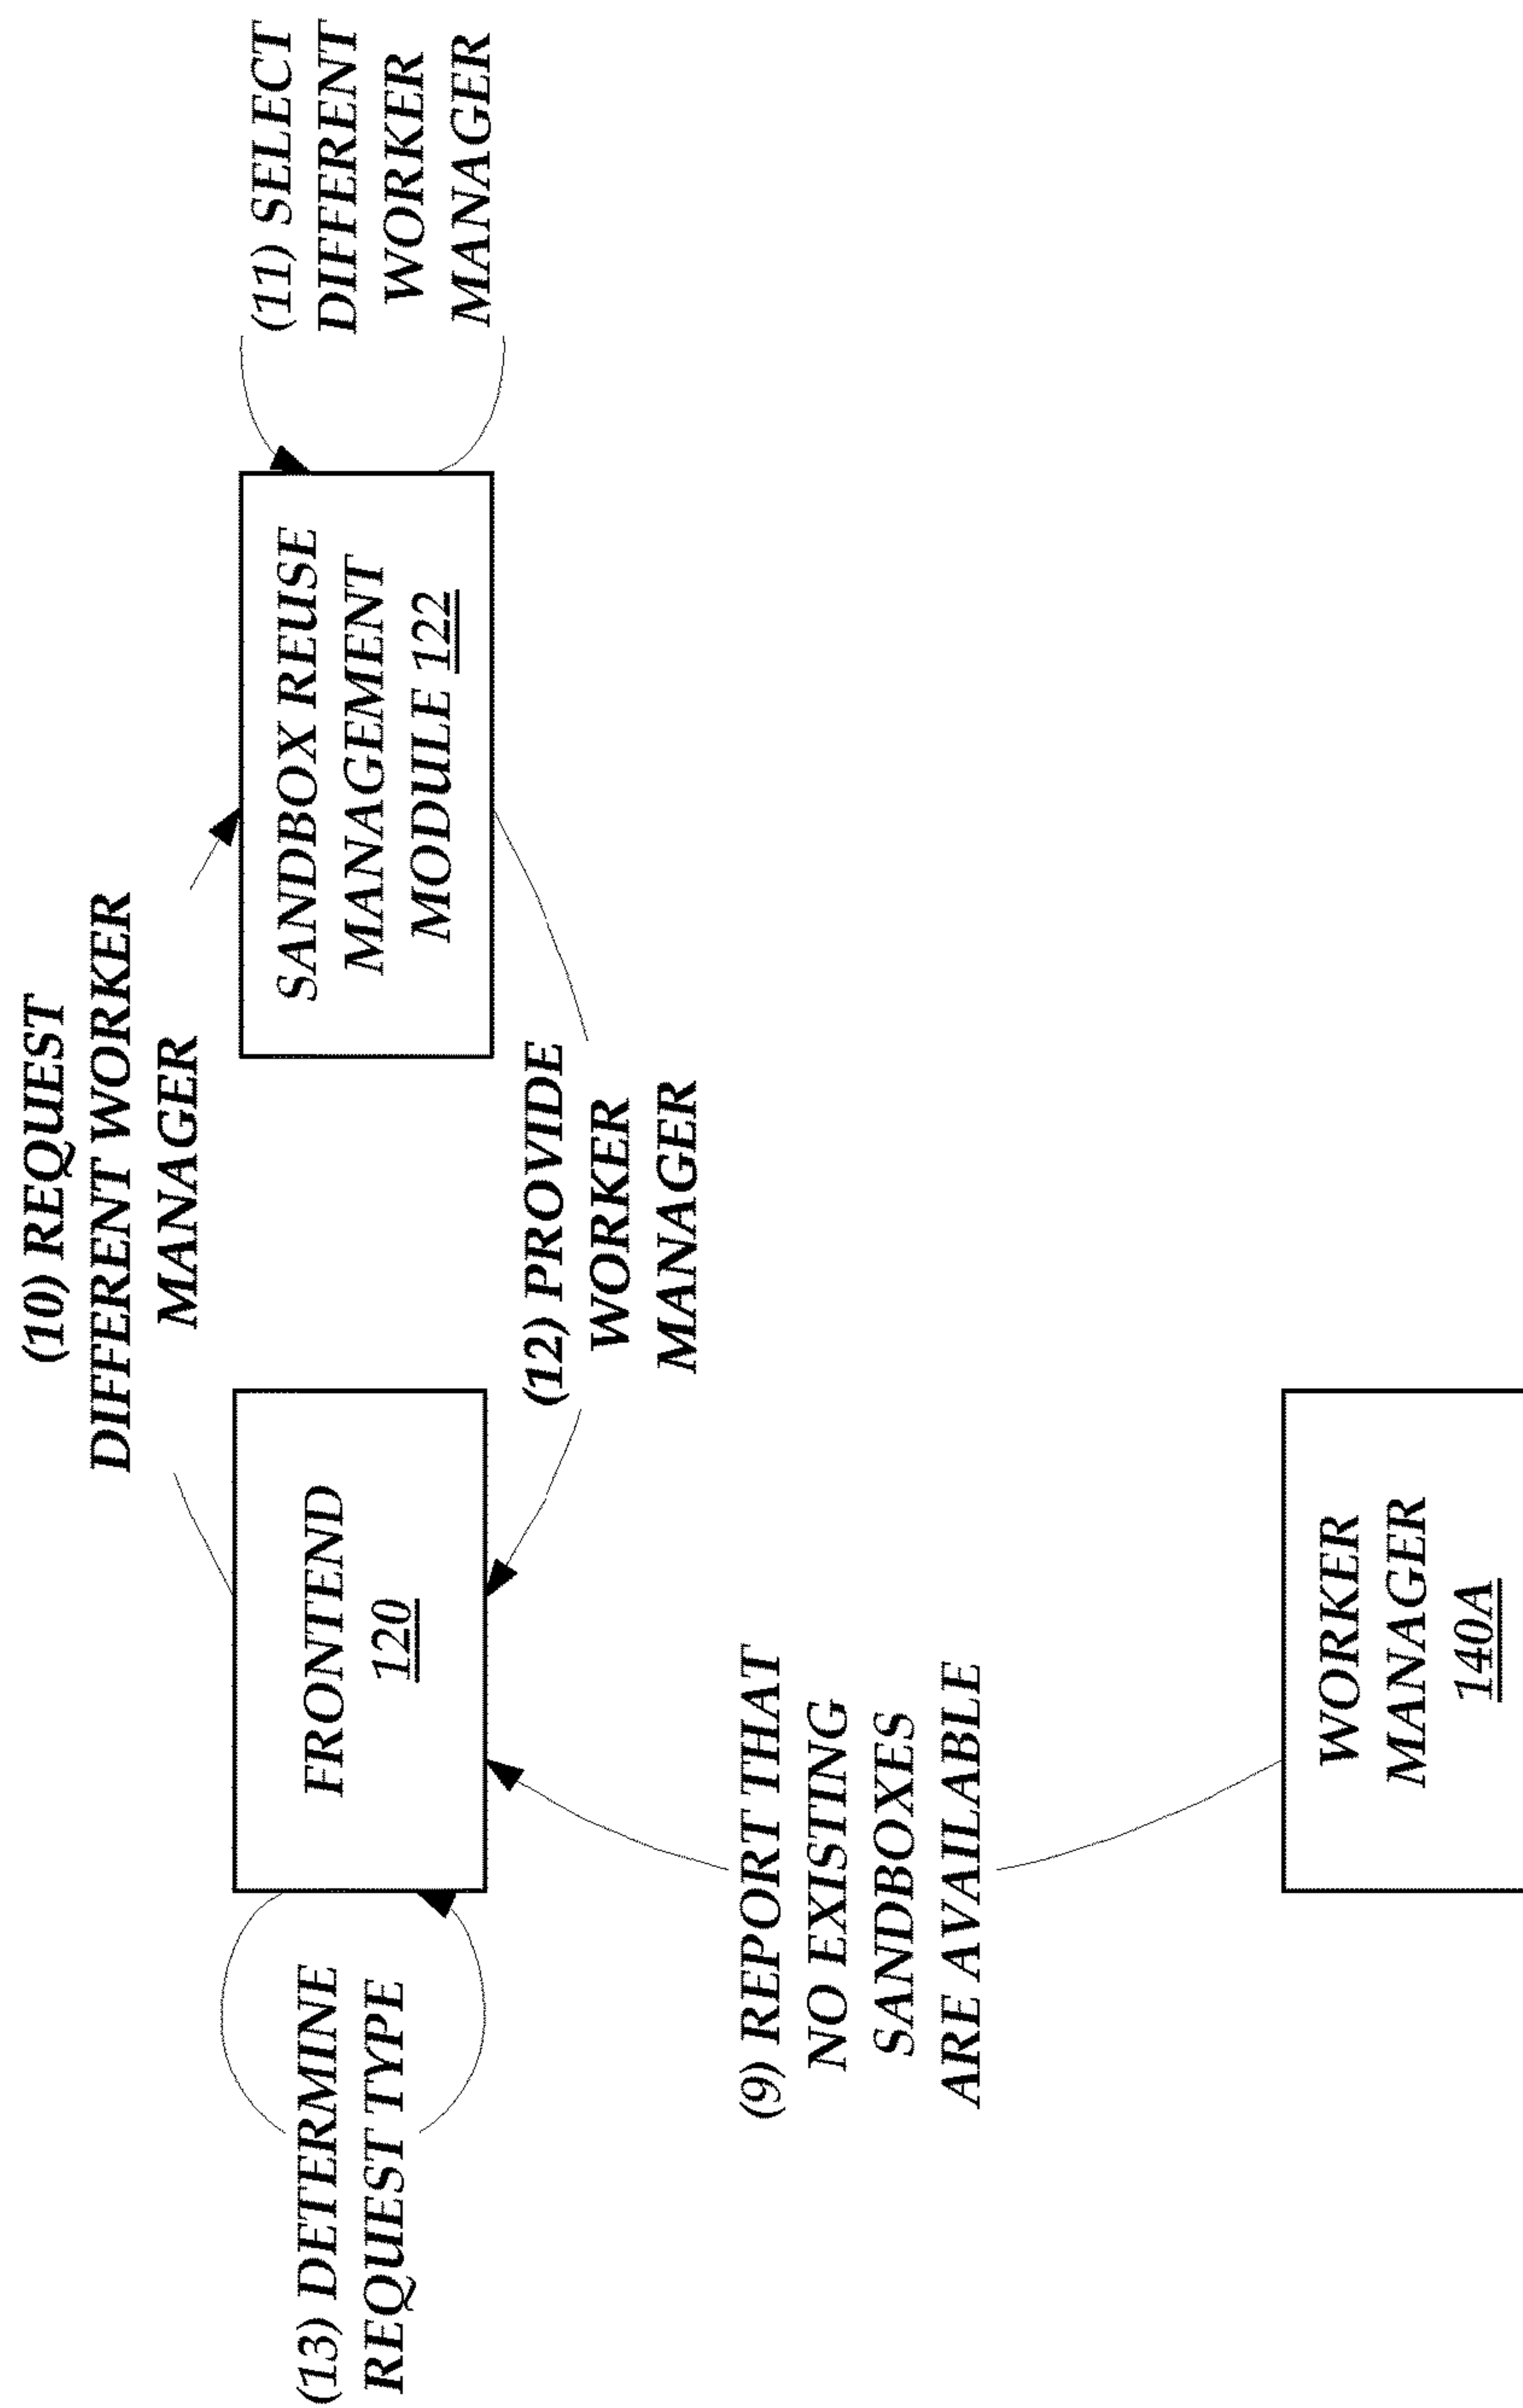 (10) REQUEST
DIFFERENT WORKER
MANAGER
(13) DETERMINE
REQUEST TYPE
FRONTEND
120
SANDBOX REUSE
MANAGEMENT
MODULE 122
(11) SELECT
DIFFERENT
WORKER
MANAGER
(12) PROVIDE
WORKER
MANAGER
(9) REPORT THAT
NO EXISTING
SANDBOXES
ARE AVAILABLE
WORKER
MANAGER
140A